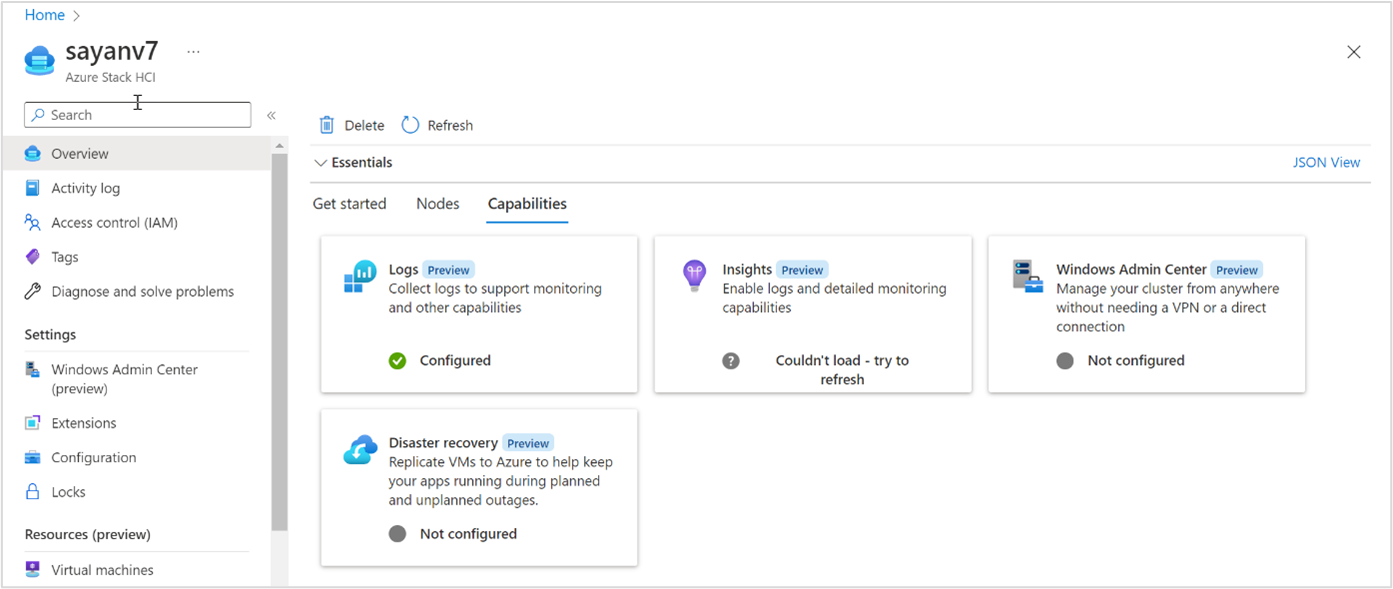 Home
sayanv7 ...
Azure Stack HCI
Search
Overview
Activity log
Access control (IAM)
Tags
Diagnose and solve problems
Settings
Windows Admin Center
(preview)
Extensions
Configuration
Locks
Resources (preview)
Virtual machines
Delete
Refresh
Essentials
JSON View
Get started
Nodes
Capabilities
Logs Preview
Collect logs to support monitoring
and other capabilities
Configured
Insights Preview
Enable logs and detailed monitoring
capabilities
Couldn't load - try to
refresh
Windows Admin Center Preview
Manage your cluster from anywhere
without needing a VPN or a direct
connection
Not configured
Disaster recovery Preview
Replicate VMs to Azure to help keep
your apps running during planned
and unplanned outages.
Not configured